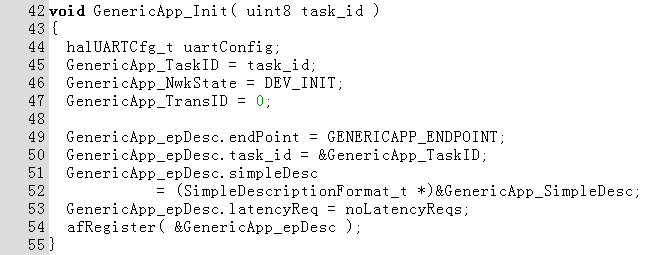 42 void GenericApp_Init( uint8 task_id )
43 {
44   halUARTCfg_t uartConfig;
45   GenericApp_TaskID = task_id;
46   GenericApp_NwkState = DEV_INIT;
47   GenericApp_TransID = 0;
48
49   GenericApp_epDesc.endPoint = GENERICAPP_ENDPOINT;
50   GenericApp_epDesc.task_id = &GenericApp_TaskID;
51   GenericApp_epDesc.simpleDesc
52             = (SimpleDescriptionFormat_t *)&GenericApp_SimpleDesc;
53   GenericApp_epDesc.latencyReq = noLatencyReqs;
54   afRegister( &GenericApp_epDesc );
55 }